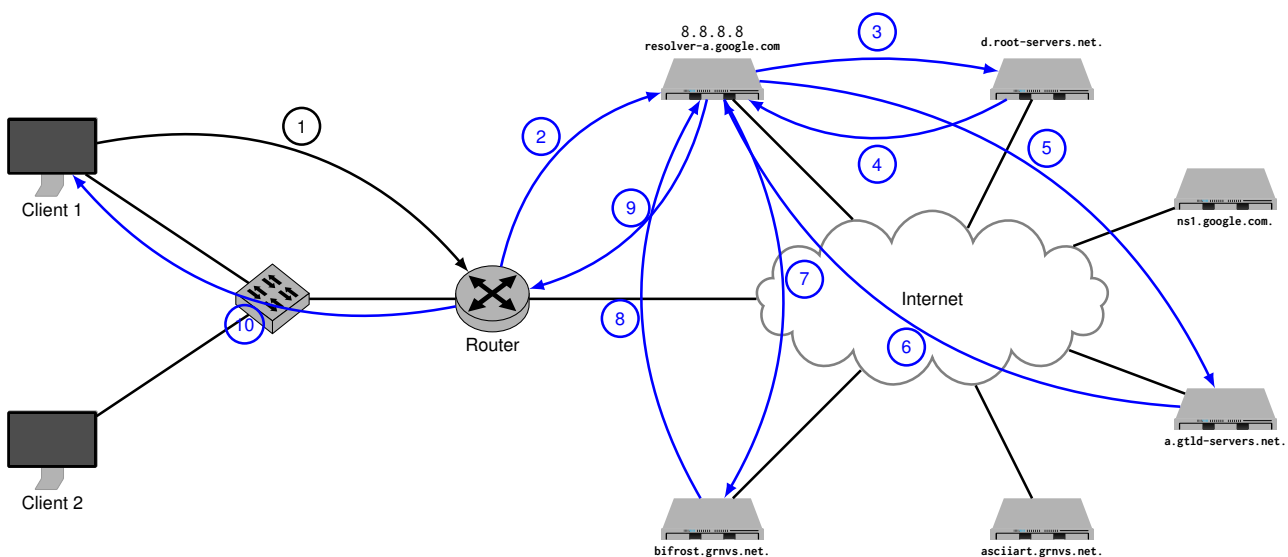 8.8.8.8
resolver-a.google.com
3
d.root-servers.net.
1
2
4
5
Client 1
9
ns1.google.com.
7
Internet
10
8
6
Router
Client 2
a.gtld-servers.net.
bifrost.grnvs.net.
asciiart.grnvs.net.